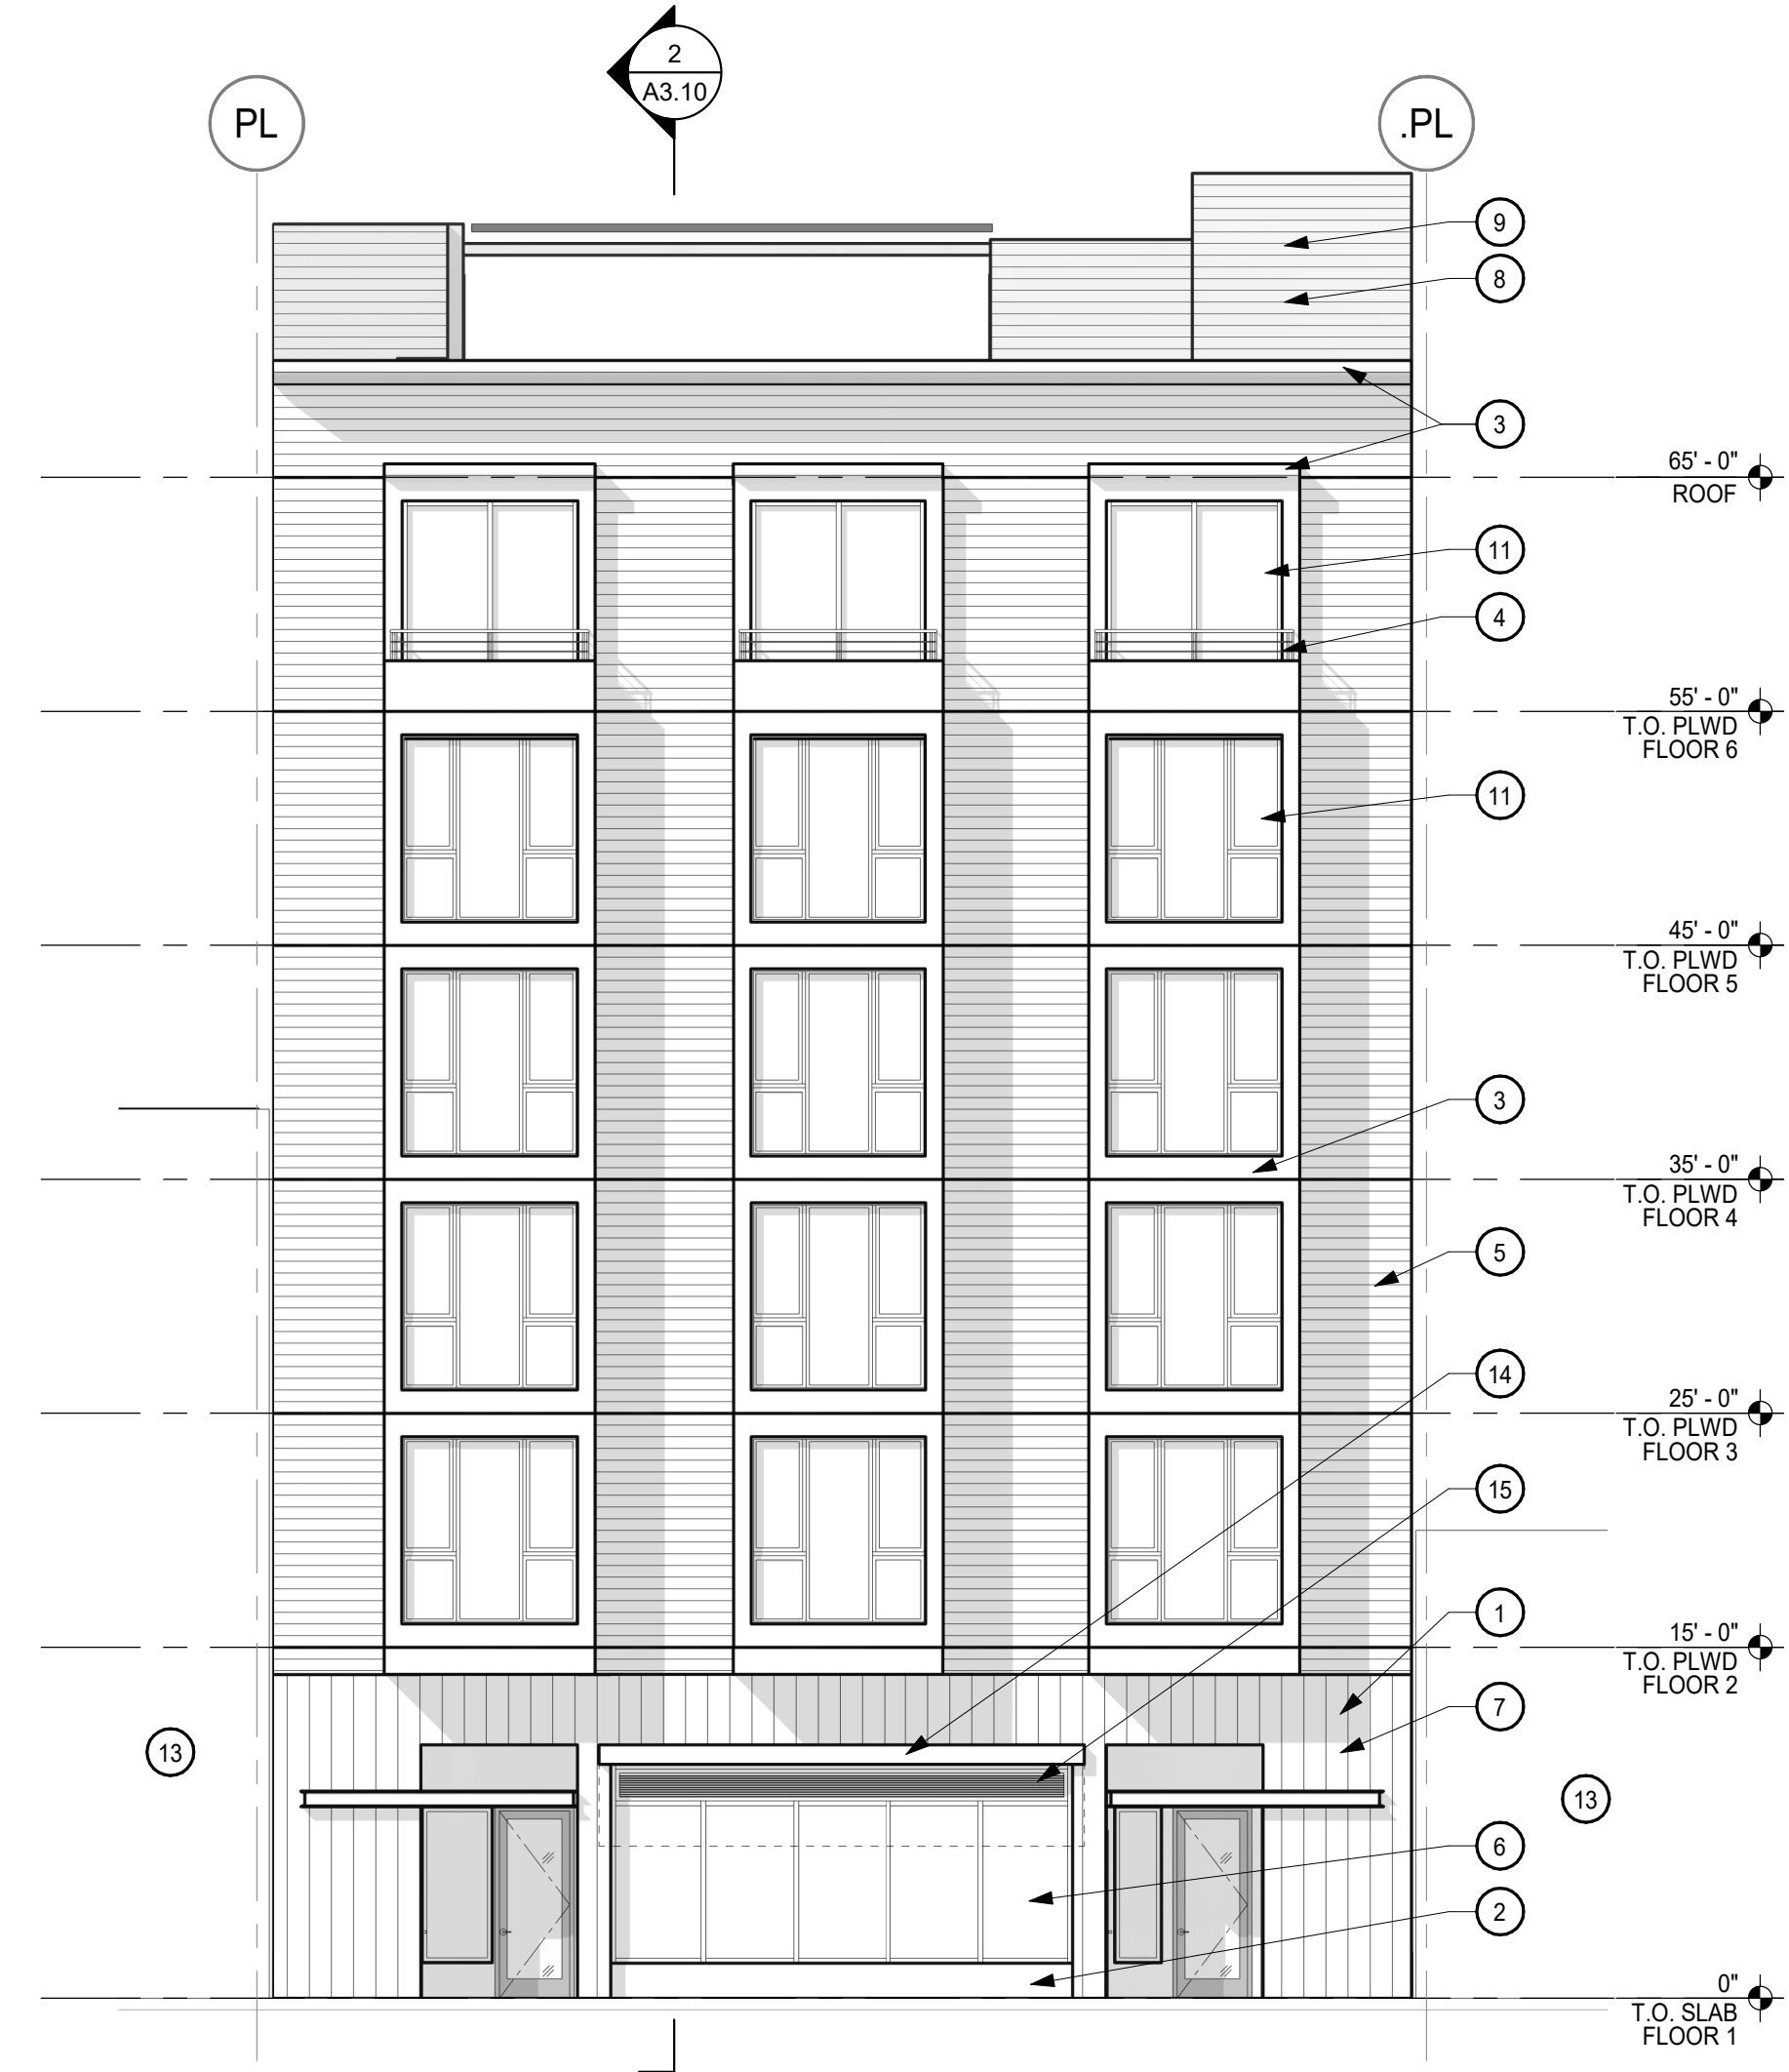 2
A3.10
PL
.PL
9
8
3
65' - 0"
ROOF
11
4
55' - 0"
T.O. PLWD
FLOOR 6
11
45' - 0"
T.O. PLWD
FLOOR 5
3
35' - 0"
T.O. PLWD
FLOOR 4
5
14
25' - 0"
T.O. PLWD
FLOOR 3
15
1
15' - 0"
T.O. PLWD
FLOOR 2
7
13
13
6
2
0"
T.O. SLAB
FLOOR 1